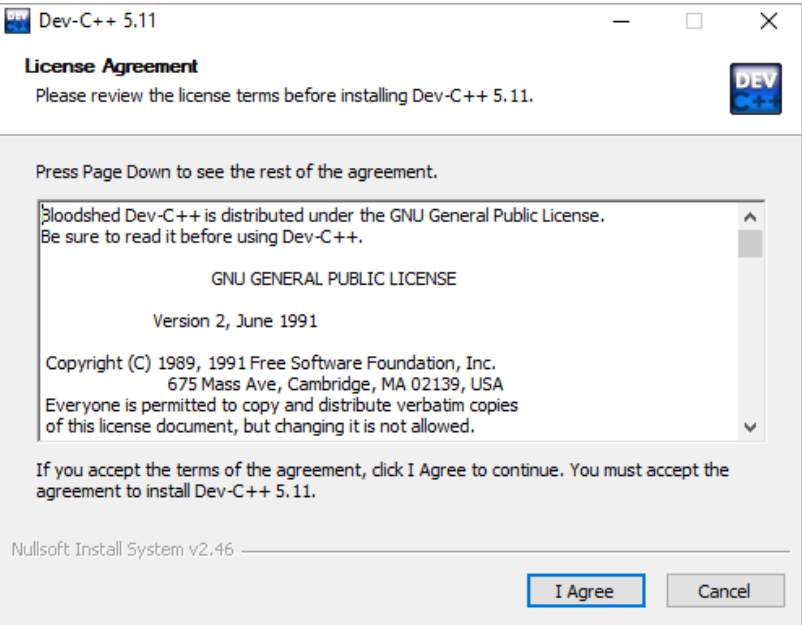 Dev-C++ 5.11
License Agreement
Please review the license terms before installing Dev-C++ 5.11.
DEV
C++
Press Page Down to see the rest of the agreement.
Bloodshed Dev-C++ is distributed under the GNU General Public License.
Be sure to read it before using Dev-C++.
GNU GENERAL PUBLIC LICENSE
Version 2, June 1991
Copyright (C) 1989, 1991 Free Software Foundation, Inc.
675 Mass Ave, Cambridge, MA 02139, USA
Everyone is permitted to copy and distribute verbatim copies
of this license document, but changing it is not allowed.
If you accept the terms of the agreement, click I Agree to continue. You must accept the
agreement to install Dev-C++ 5.11.
Nullsoft Install System v2.46
I Agree
Cancel